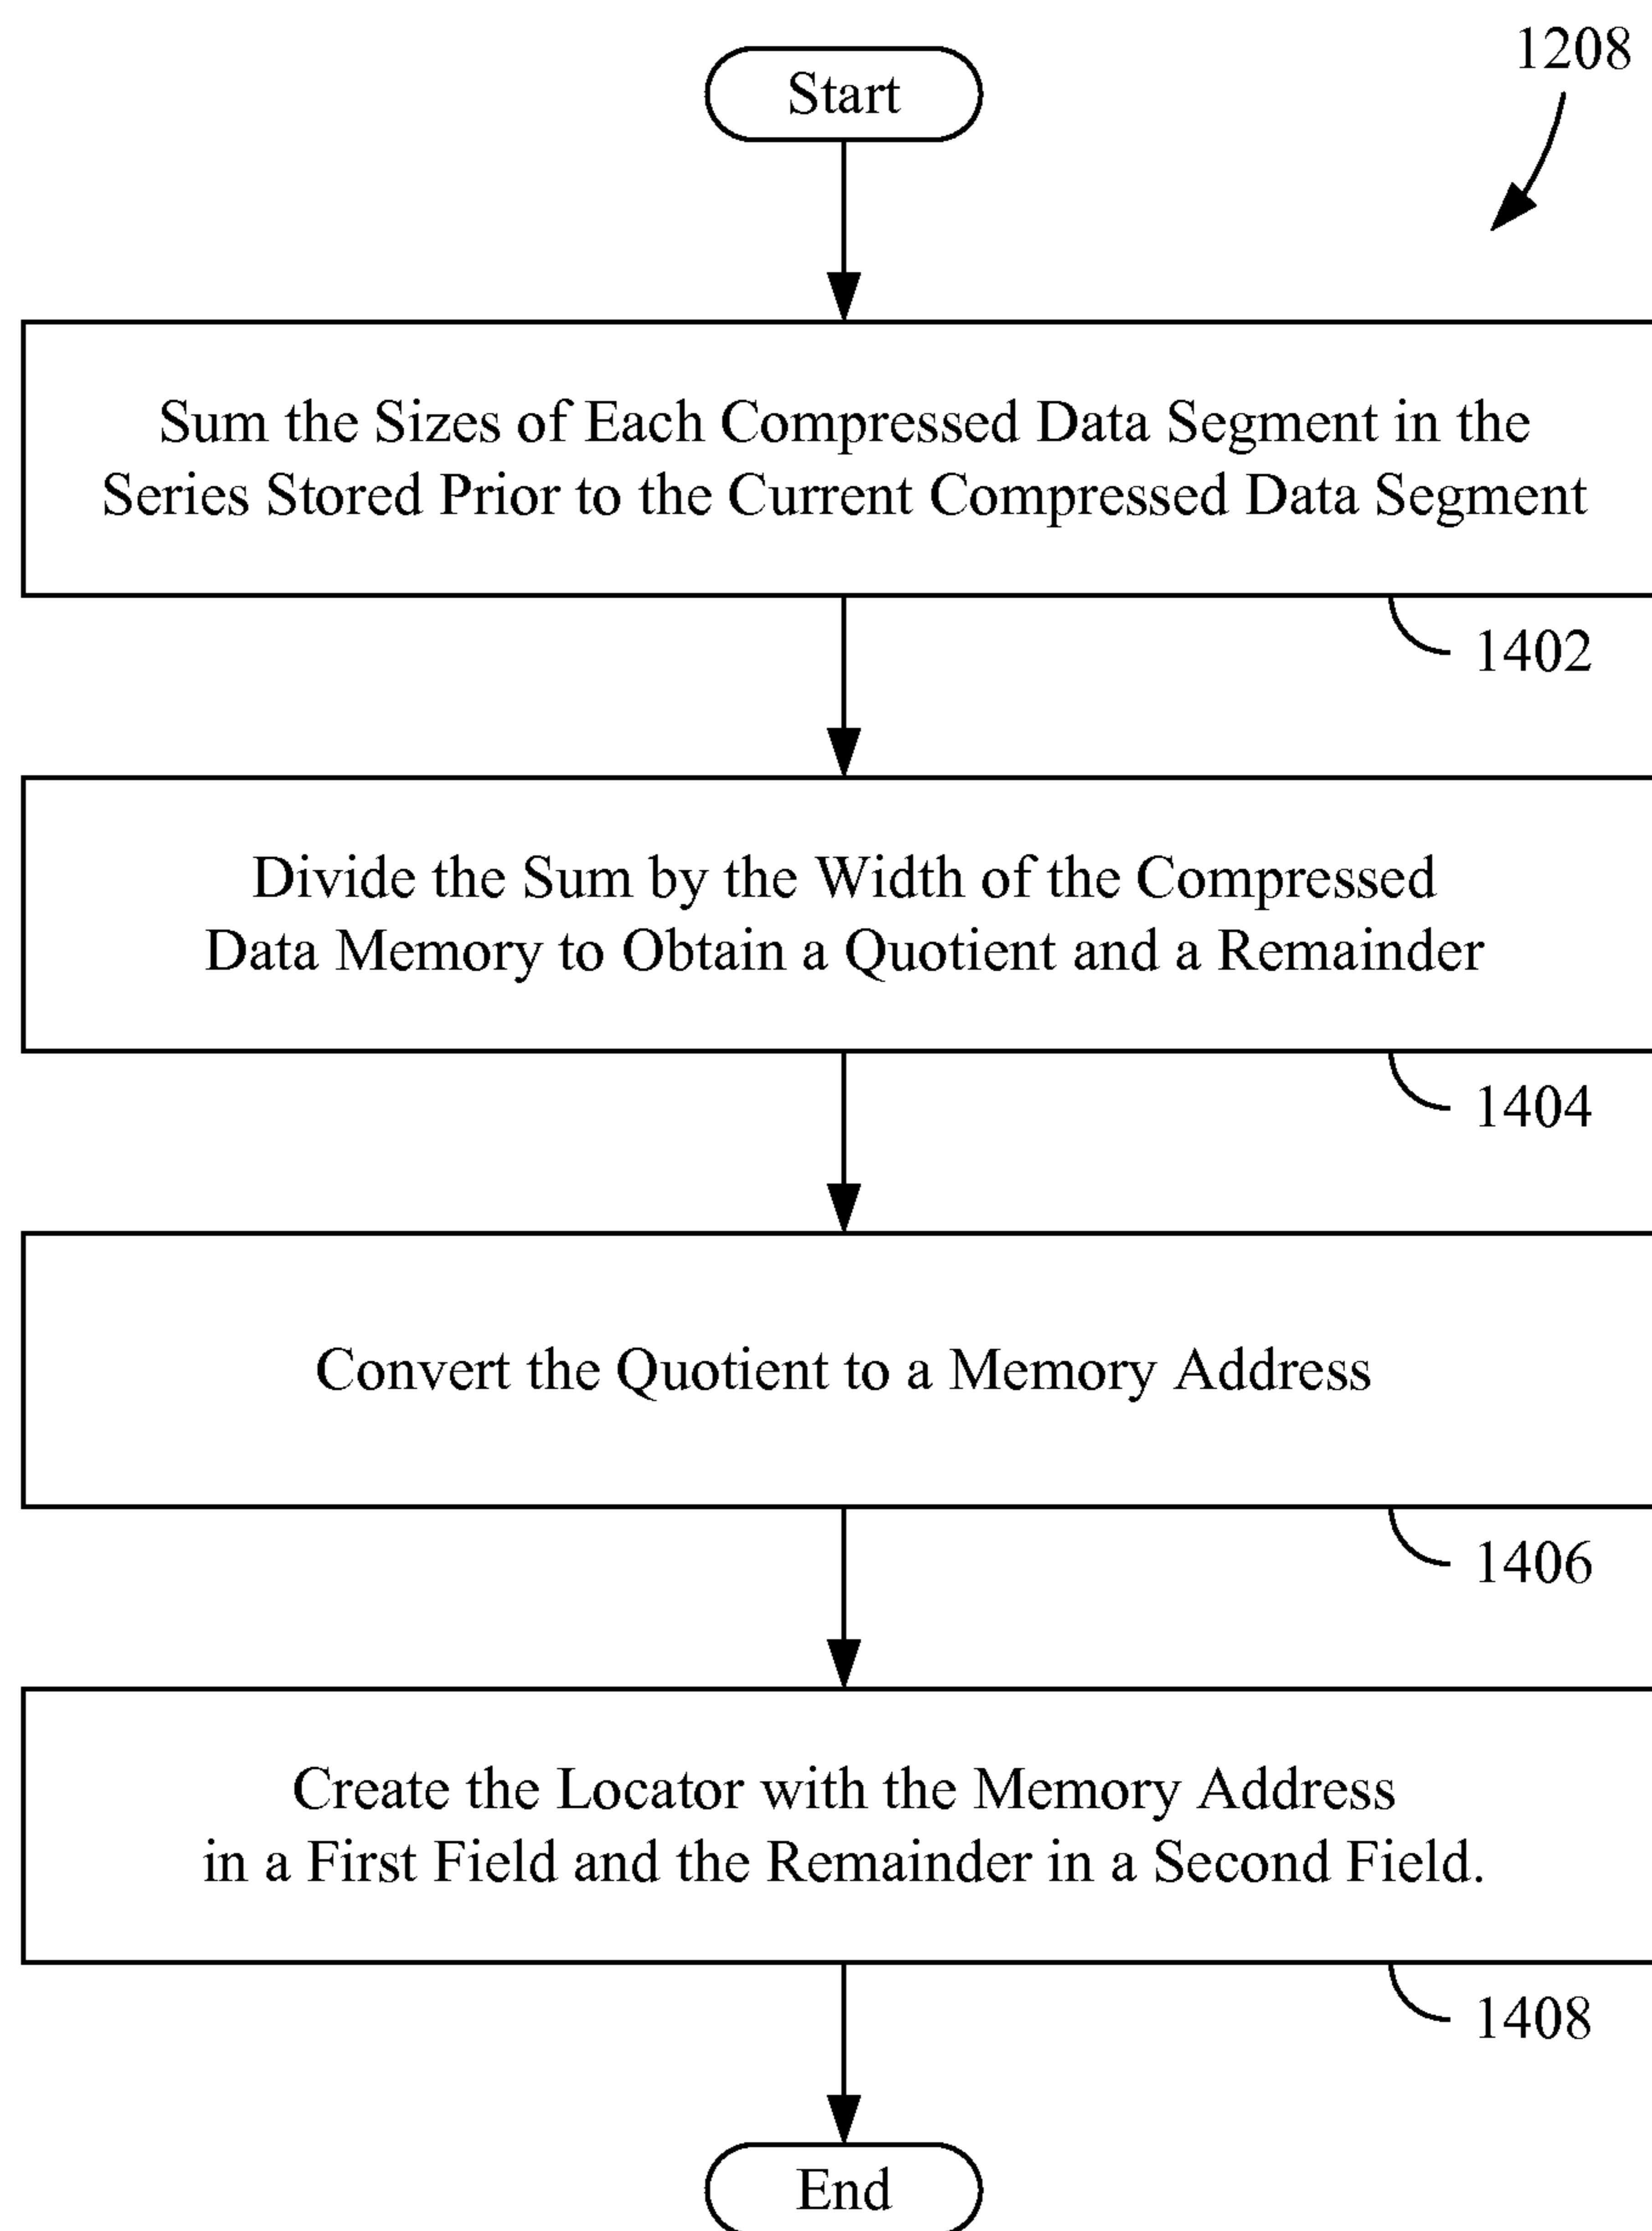 1208
Start
Sum the Sizes of Each Compressed Data Segment in the
Series Stored Prior to the Current Compressed Data Segment
1402
Divide the Sum by the Width of the Compressed
Data Memory to Obtain a Quotient and a Remainder
1404
Convert the Quotient to a Memory Address
1406
Create the Locator with the Memory Address
in a First Field and the Remainder in a Second Field.
1408
End